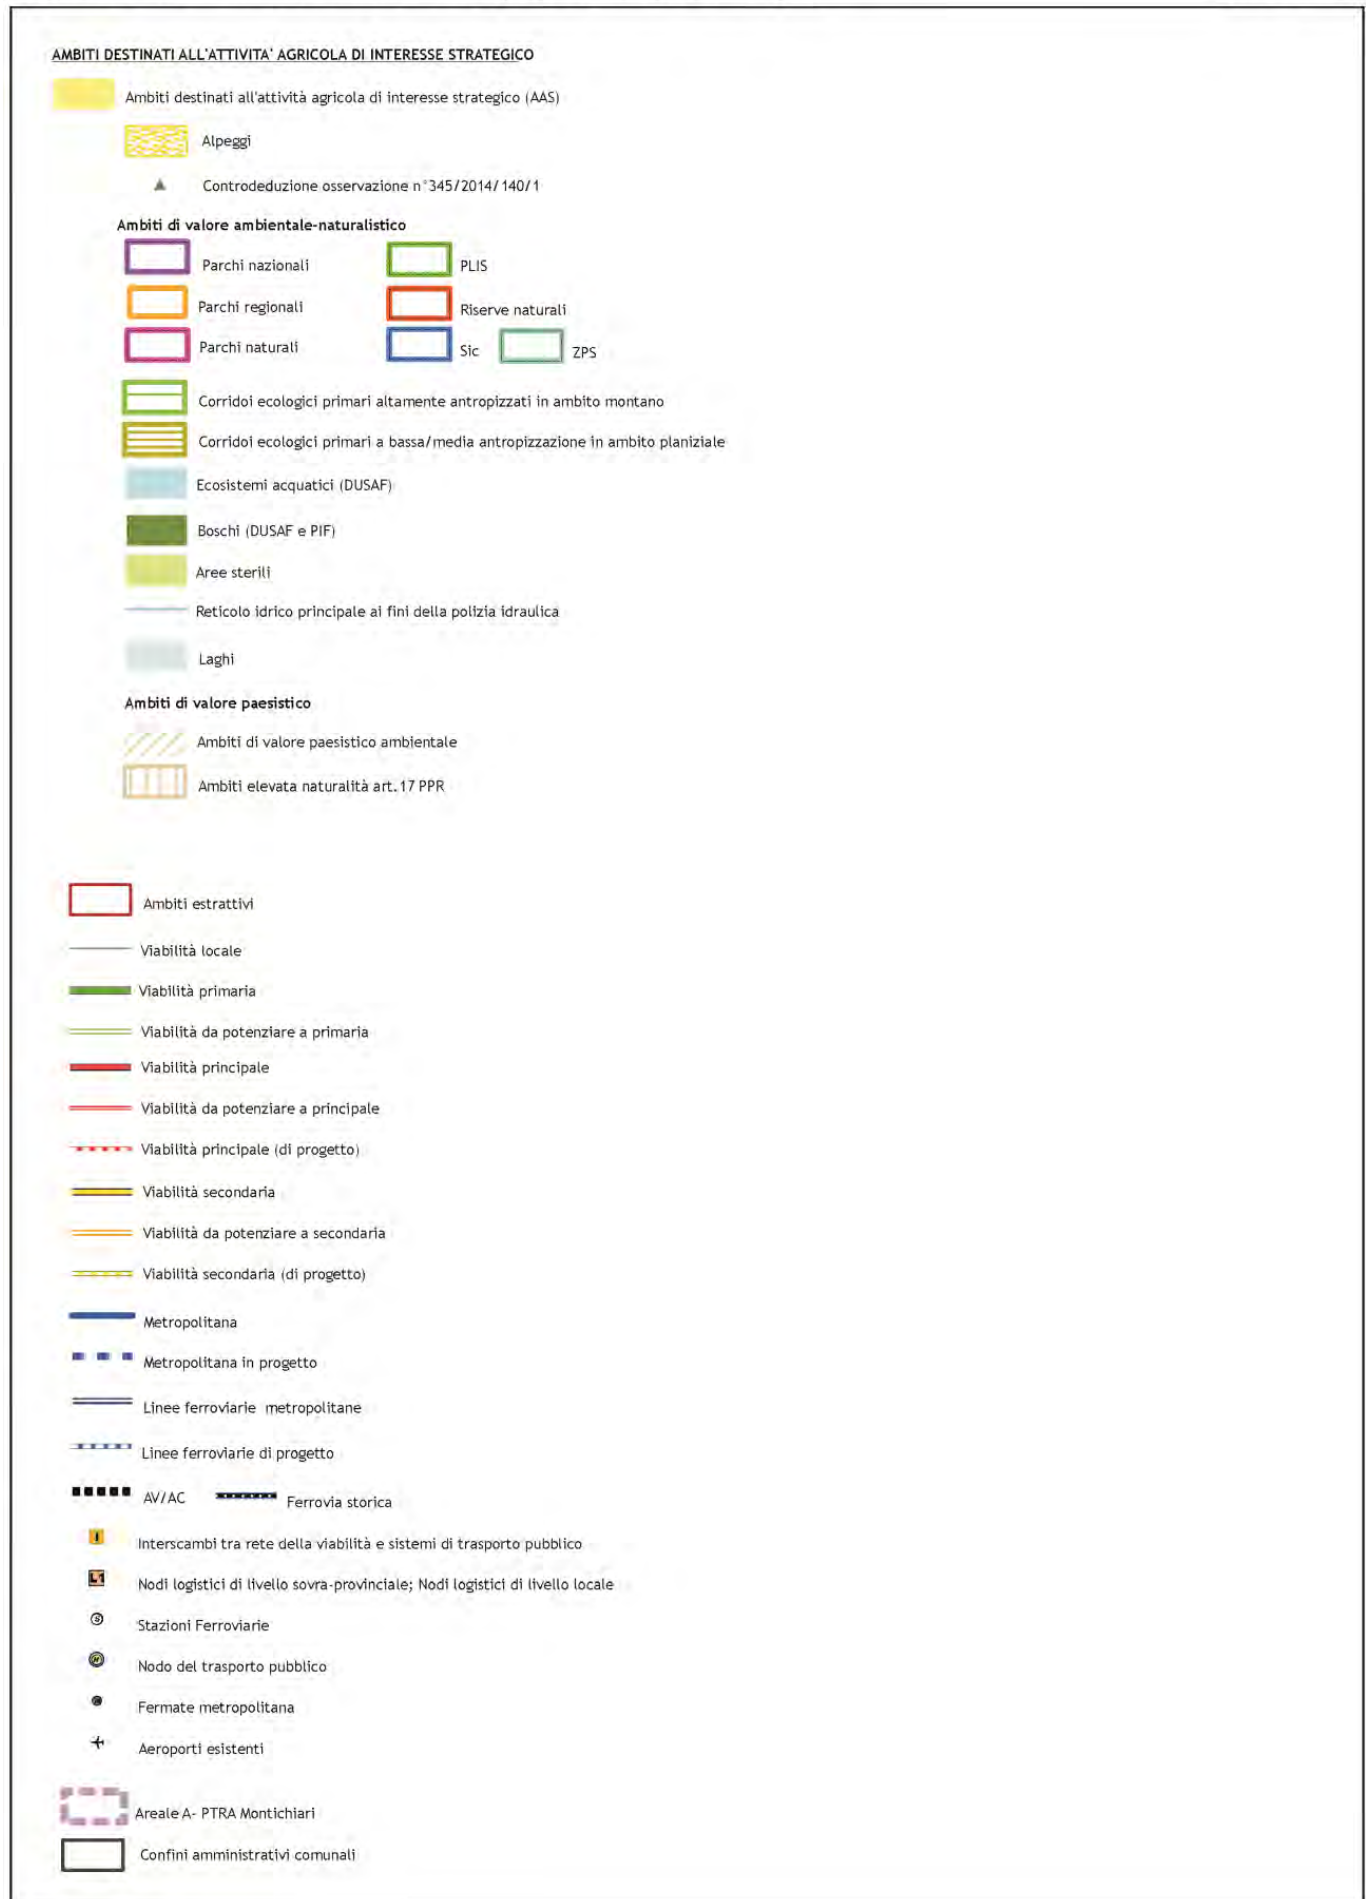 AMBITI DESTINATI ALL'ATTIVITA' AGRICOLA DI INTERESSE STRATEGICO
Ambiti destinati all'attività agricola di interesse strategico (AAS)
Alpeggi
Controdeduzione osservazione n°345/2014/140/1
Ambiti di valore ambientale-naturalistico
Parchi nazionali
PLIS
Parchi regionali
Riserve naturali
Parchi naturali
Sic
ZPS
Corridoi ecologici primari altamente antropizzati in ambito montano
Corridoi ecologici primari a bassa/media antropizzazione in ambito planiziale
Ecosistemi acquatici (DUSAF)
Boschi (DUSAF e PIF)
Aree sterili
Reticolo idrico principale ai fini della polizia idraulica
Laghi
Ambiti di valore paesistico
Ambiti di valore paesistico ambientale
Ambiti elevata naturalità art.17 PPR
Ambiti estrattivi
Viabilità locale
Viabilità primaria
Viabilità da potenziare a primaria
Viabilità principale
Viabilità da potenziare a principale
Viabilità principale (di progetto)
Viabilità secondaria
Viabilità da potenziare a secondaria
Viabilità secondaria (di progetto)
Metropolitana
Metropolitana in progetto
Linee ferroviarie metropolitane
Linee ferroviarie di progetto
AV/AC
Ferrovia storica
I
Interscambi tra rete della viabilità e sistemi di trasporto pubblico
L1
Nodi logistici di livello sovra-provinciale; Nodi logistici di livello locale
S
Stazioni Ferroviarie
Nodo del trasporto pubblico
Fermate metropolitana
Aeroporti esistenti
Areale A- PTRA Montichiari
Confini amministrativi comunali